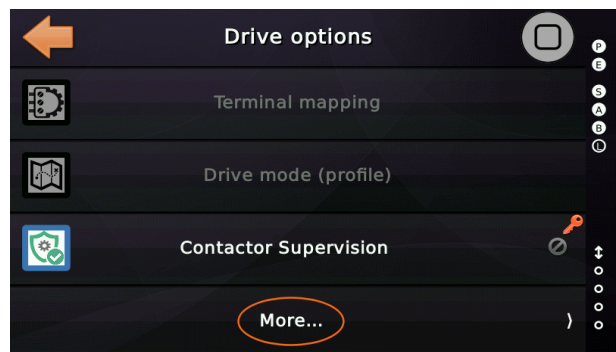 Drive options
P
E
Terminal mapping
S
A
B
L
Drive mode (profile)
Contactor Supervision
More...